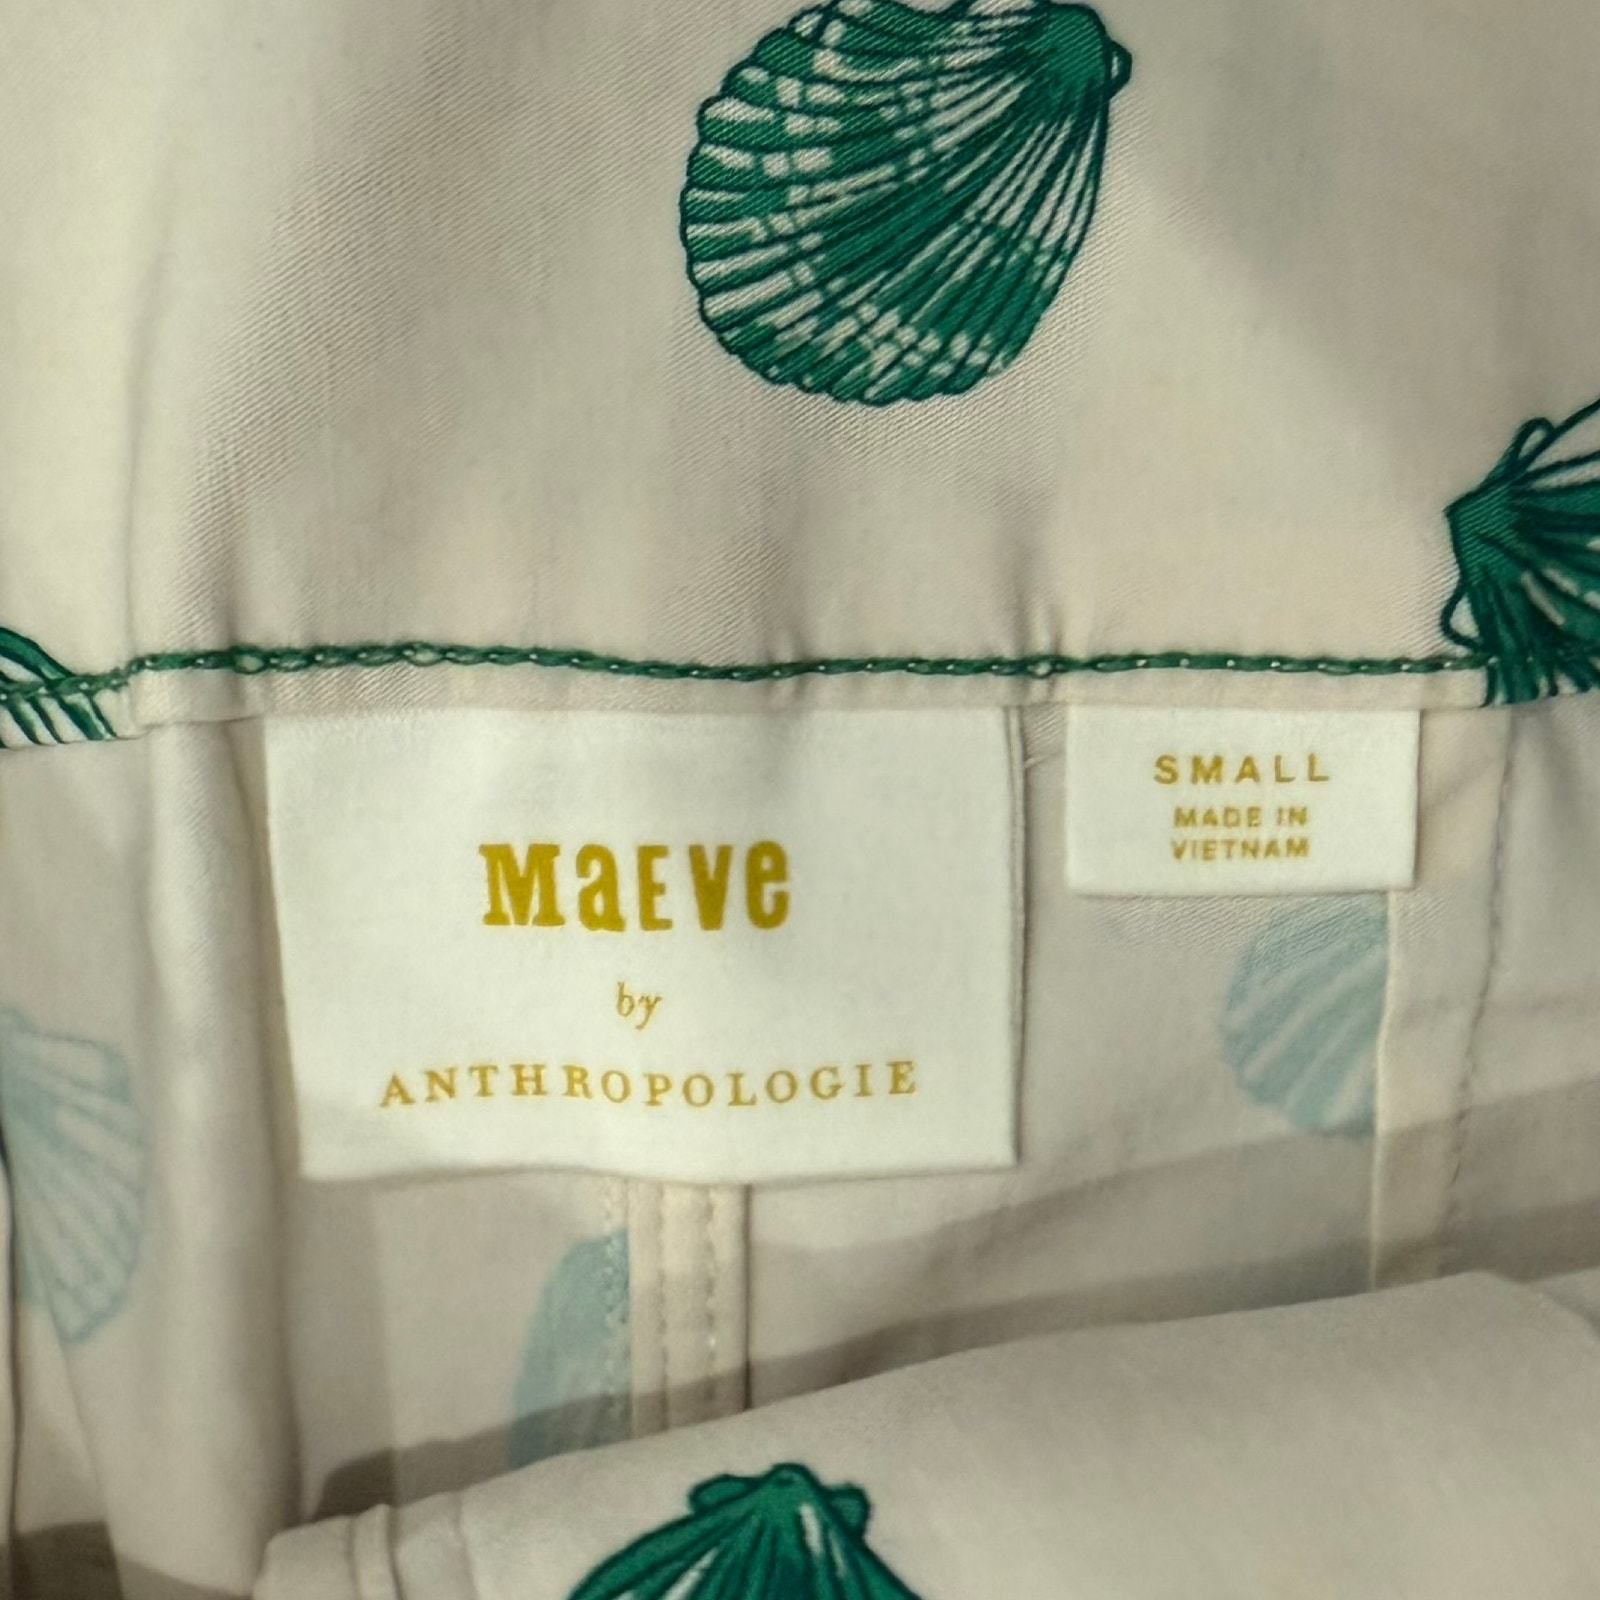 MaEve
by
ANTHROPOLOGIE
SMALL
MADE IN
VIETNAM